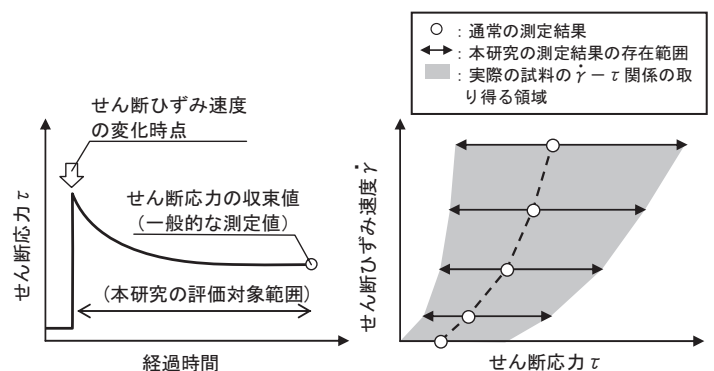 ○ : 通常の測定結果
↔ : 本研究の測定結果の存在範囲
: 実際の試料のγ̇－τ関係の取
り得る領域
せん断ひずみ速度
の変化時点
せん断応力の収束値
(一般的な測定値)
(本研究の評価対象範囲)
せん断応力τ
経過時間
せん断ひずみ速度γ̇
せん断応力τ